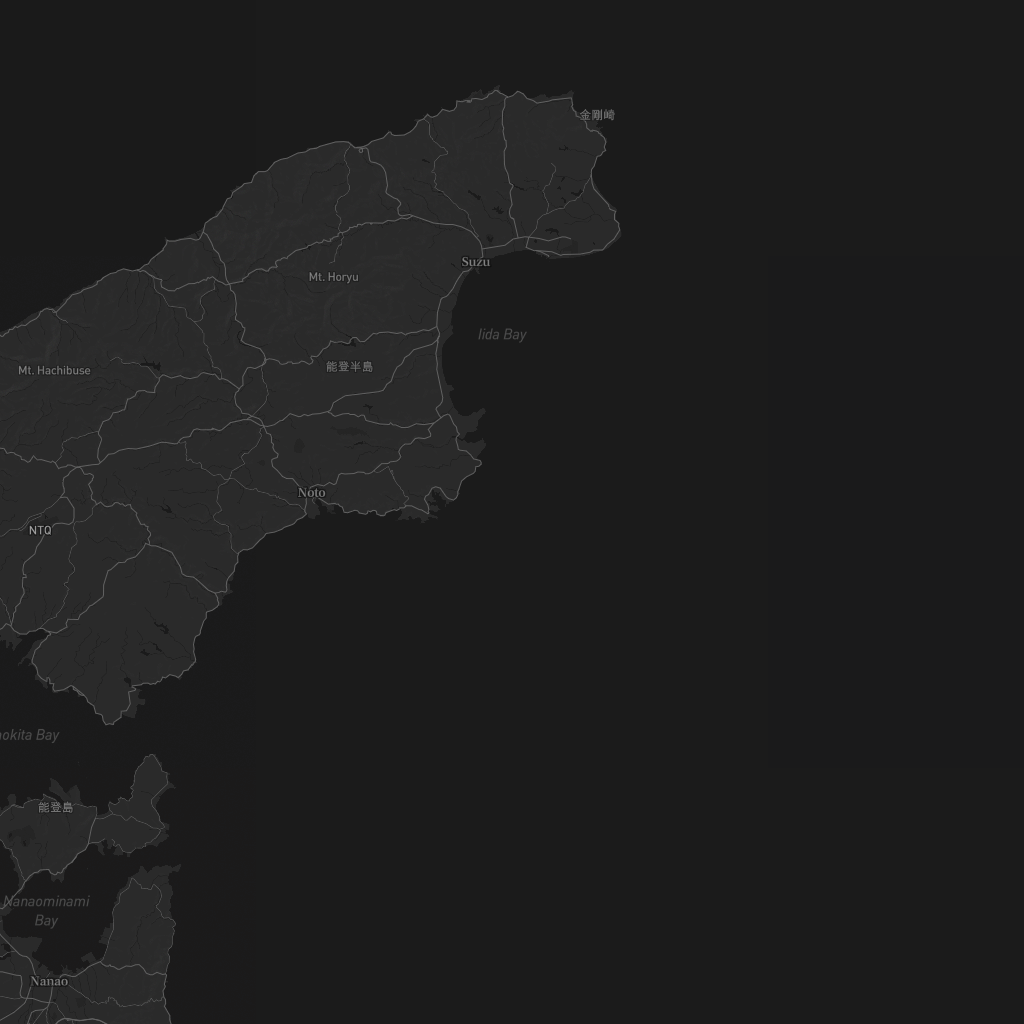 金剛崎
Suzu
Mt. Horyu
Iida Bay
能登半島
Mt. Hachibuse
Noto
NTQ
Bay
能登島
Nanaominami
Bay
Nanao